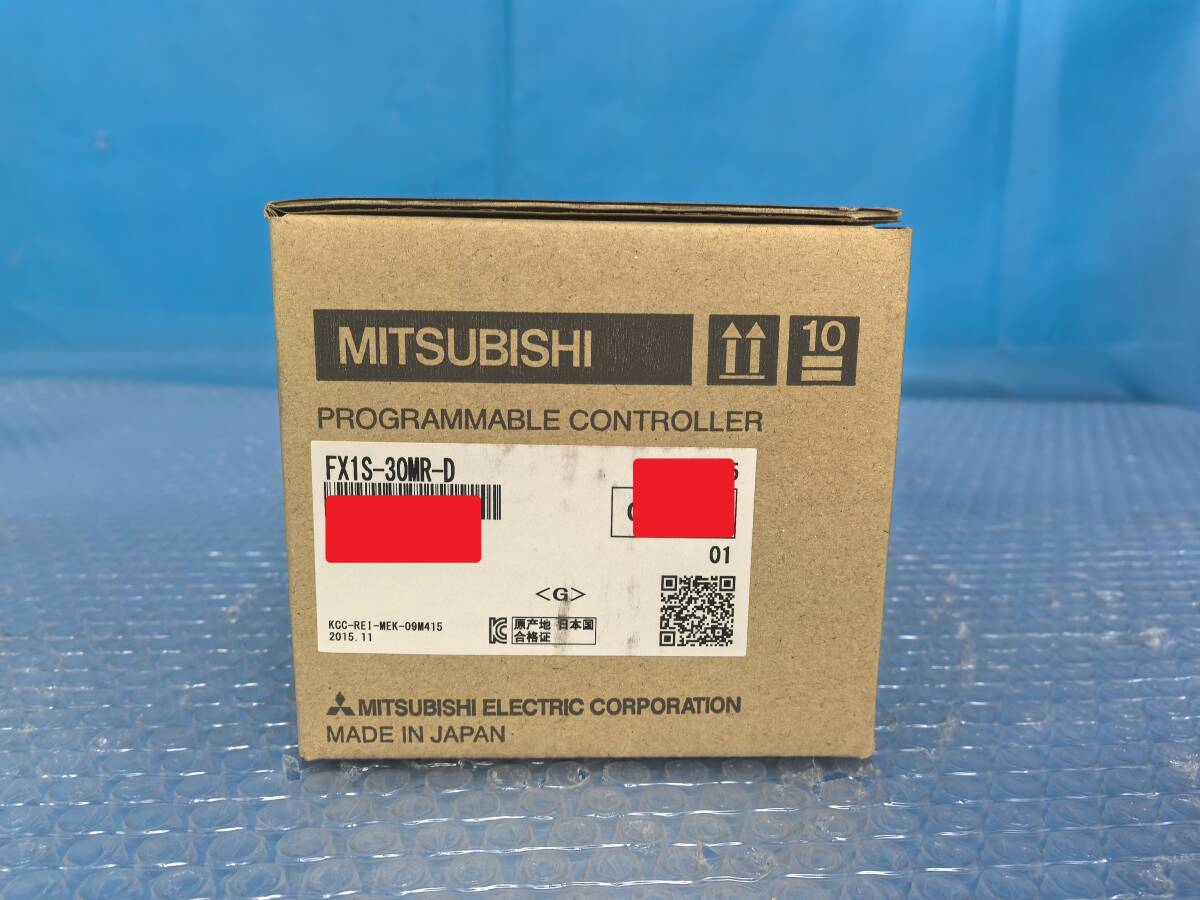 MITSUBISHI
10
PROGRAMMABLE CONTROLLER
FX1S-30MR-D
01
<G>
KCC-REI-MEK-09M415
2015.11
原产地 日本国
合格证
MITSUBISHI ELECTRIC CORPORATION
MADE IN JAPAN